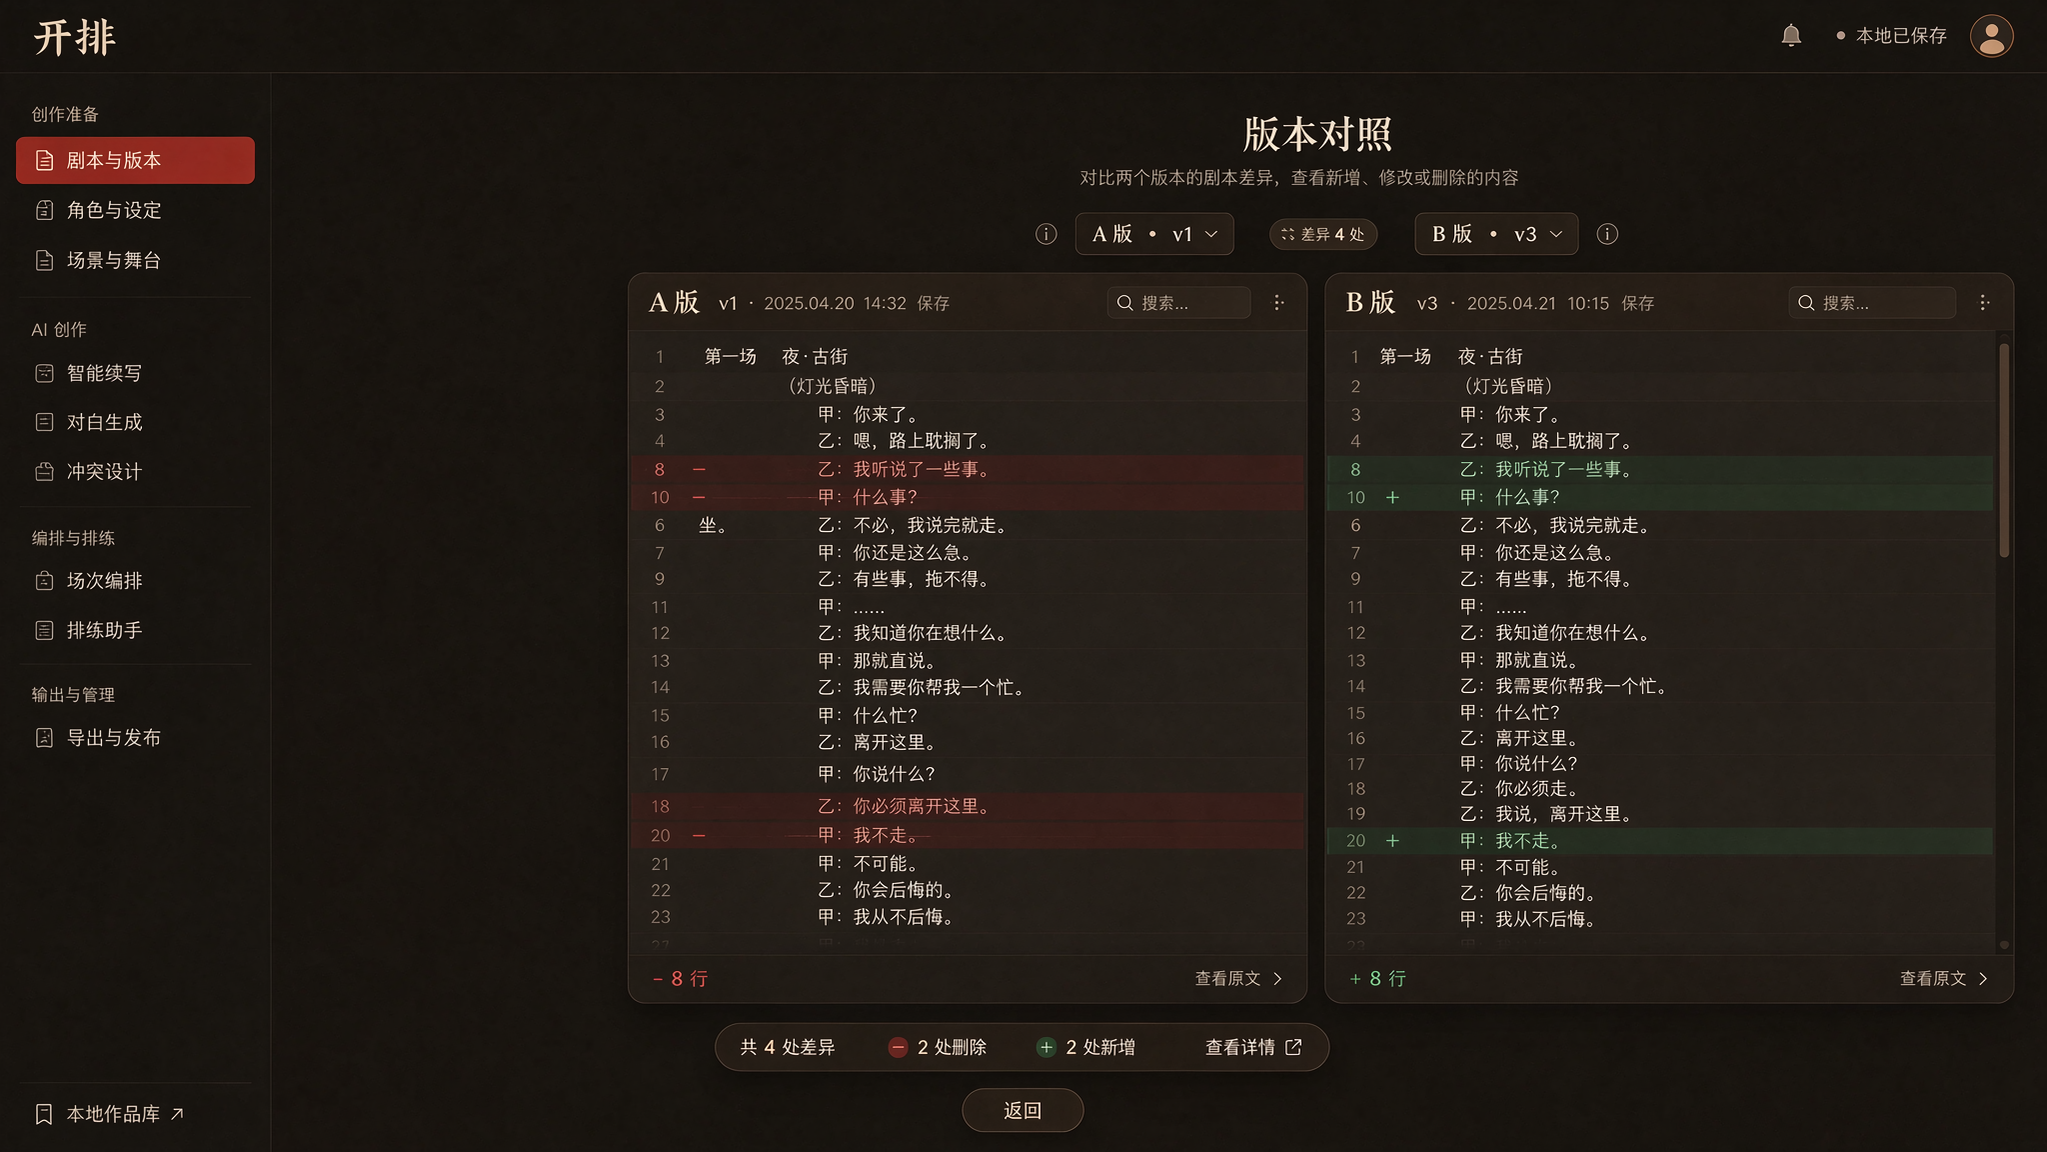 开排
本地已保存
创作准备
剧本与版本
角色与设定
场景与舞台
AI 创作
智能续写
对白生成
冲突设计
编排与排练
场次编排
排练助手
输出与管理
导出与发布
本地作品库 ↗
版本对照
对比两个版本的剧本差异，查看新增、修改或删除的内容
A 版 • v1
差异 4 处
B 版 • v3
A 版 v1 · 2025.04.20 14:32 保存
搜索...
1 第一场 夜·古街
2 （灯光昏暗）
3 甲：你来了。
4 乙：嗯，路上耽搁了。
8 − 乙：我听说了一些事。
10 − 甲：什么事？
6 坐。 乙：不必，我说完就走。
7 甲：你还是这么急。
9 乙：有些事，拖不得。
11 甲：......
12 乙：我知道你在想什么。
13 甲：那就直说。
14 乙：我需要你帮我一个忙。
15 甲：什么忙？
16 乙：离开这里。
17 甲：你说什么？
18 乙：你必须离开这里。
20 − 甲：我不走。
21 甲：不可能。
22 乙：你会后悔的。
23 甲：我从不后悔。
27
− 8 行
查看原文 >
B 版 v3 · 2025.04.21 10:15 保存
搜索...
1 第一场 夜·古街
2 （灯光昏暗）
3 甲：你来了。
4 乙：嗯，路上耽搁了。
8 乙：我听说了一些事。
10 + 甲：什么事？
6 乙：不必，我说完就走。
7 甲：你还是这么急。
9 乙：有些事，拖不得。
11 甲：......
12 乙：我知道你在想什么。
13 甲：那就直说。
14 乙：我需要你帮我一个忙。
15 甲：什么忙？
16 乙：离开这里。
17 甲：你说什么？
18 乙：你必须走。
19 乙：我说，离开这里。
20 + 甲：我不走。
21 甲：不可能。
22 乙：你会后悔的。
23 甲：我从不后悔。
23
+ 8 行
查看原文 >
共 4 处差异
2 处删除
2 处新增
查看详情
返回